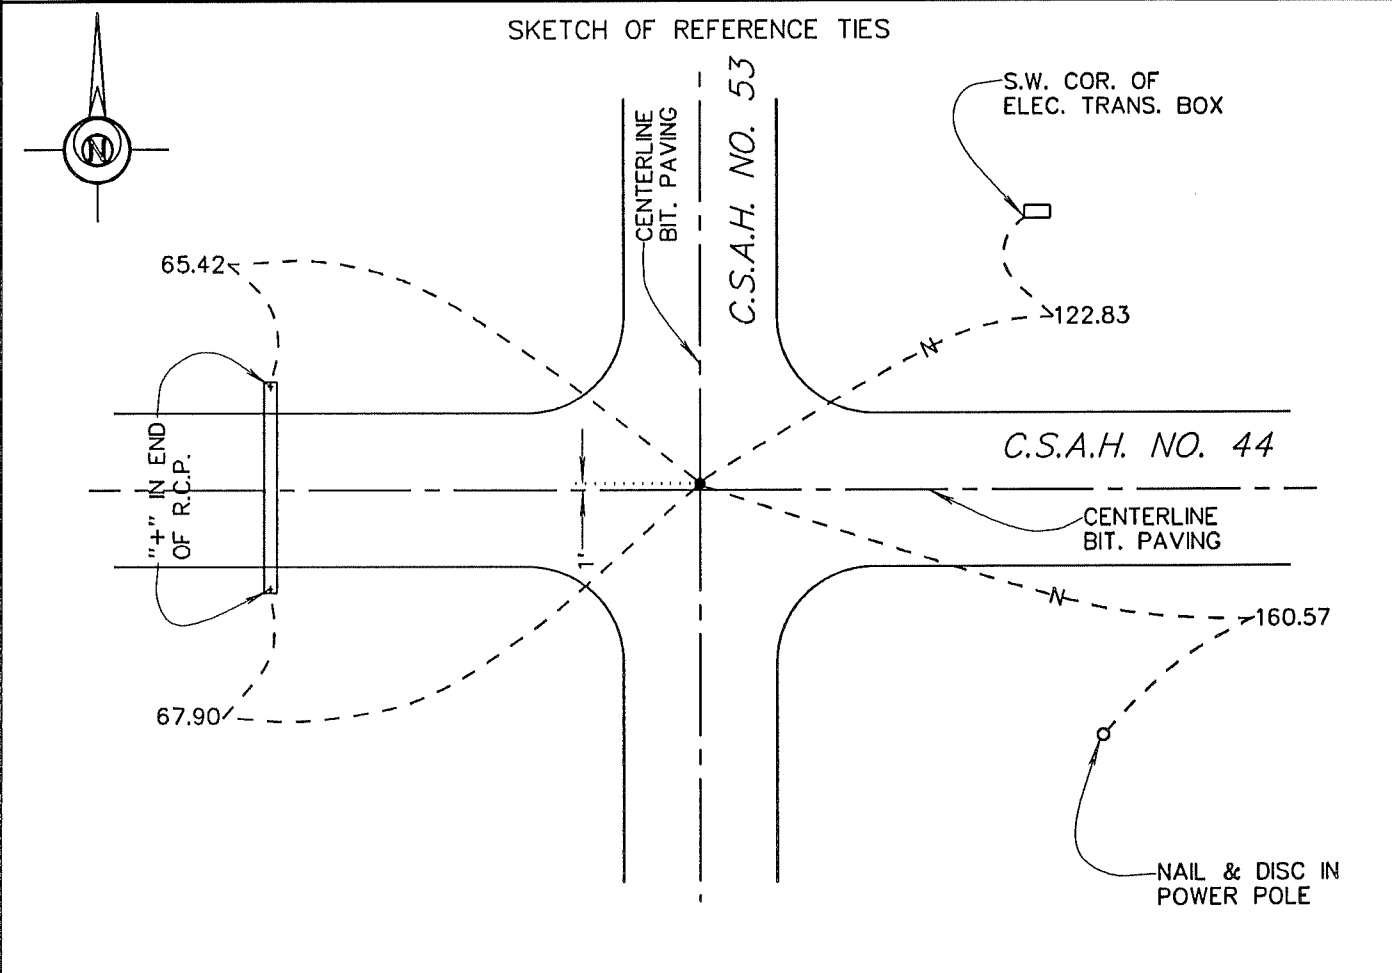 SKETCH OF REFERENCE TIES
N
CENTERLINE
BIT. PAVING
C.S.A.H. NO. 53
S.W. COR. OF
ELEC. TRANS. BOX
65.42
122.83
N
"+" IN END
OF R.C.P.
C.S.A.H. NO. 44
1'
CENTERLINE
BIT. PAVING
N
160.57
67.90
NAIL & DISC IN
POWER POLE